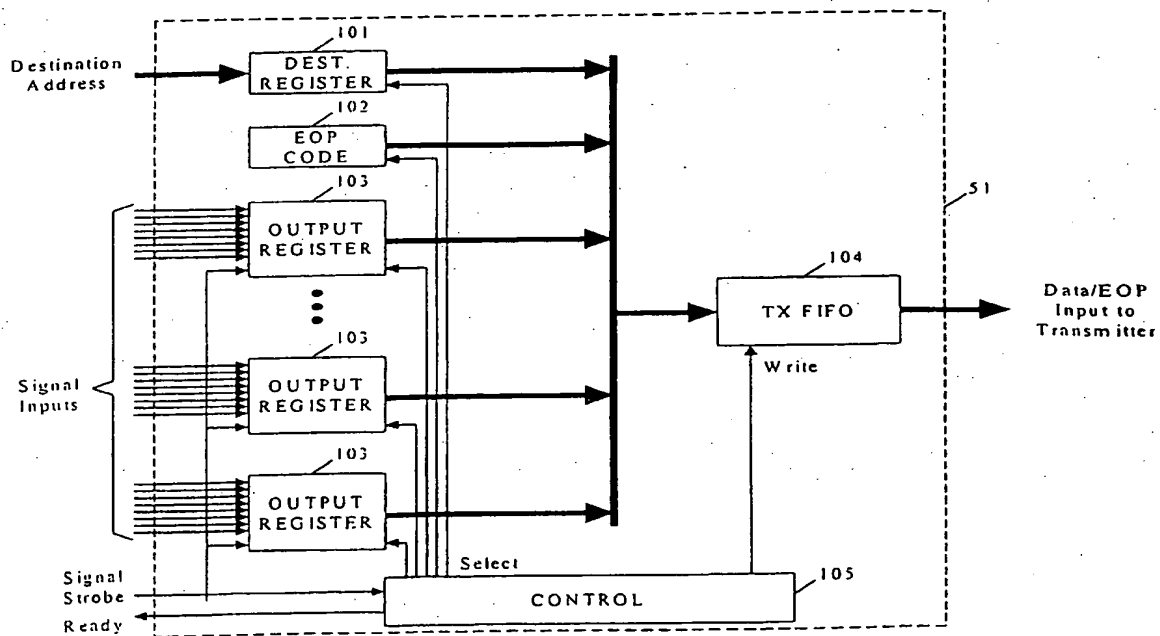 101
Destination
Address
DEST.
REGISTER
102
EOP
CODE
103
OUTPUT
REGISTER
51
104
TX FIFO
Data/EOP
Input to
Transmitter
Write
103
Signal
Inputs
OUTPUT
REGISTER
103
OUTPUT
REGISTER
Select
Signal
Strobe
Ready
CONTROL
105